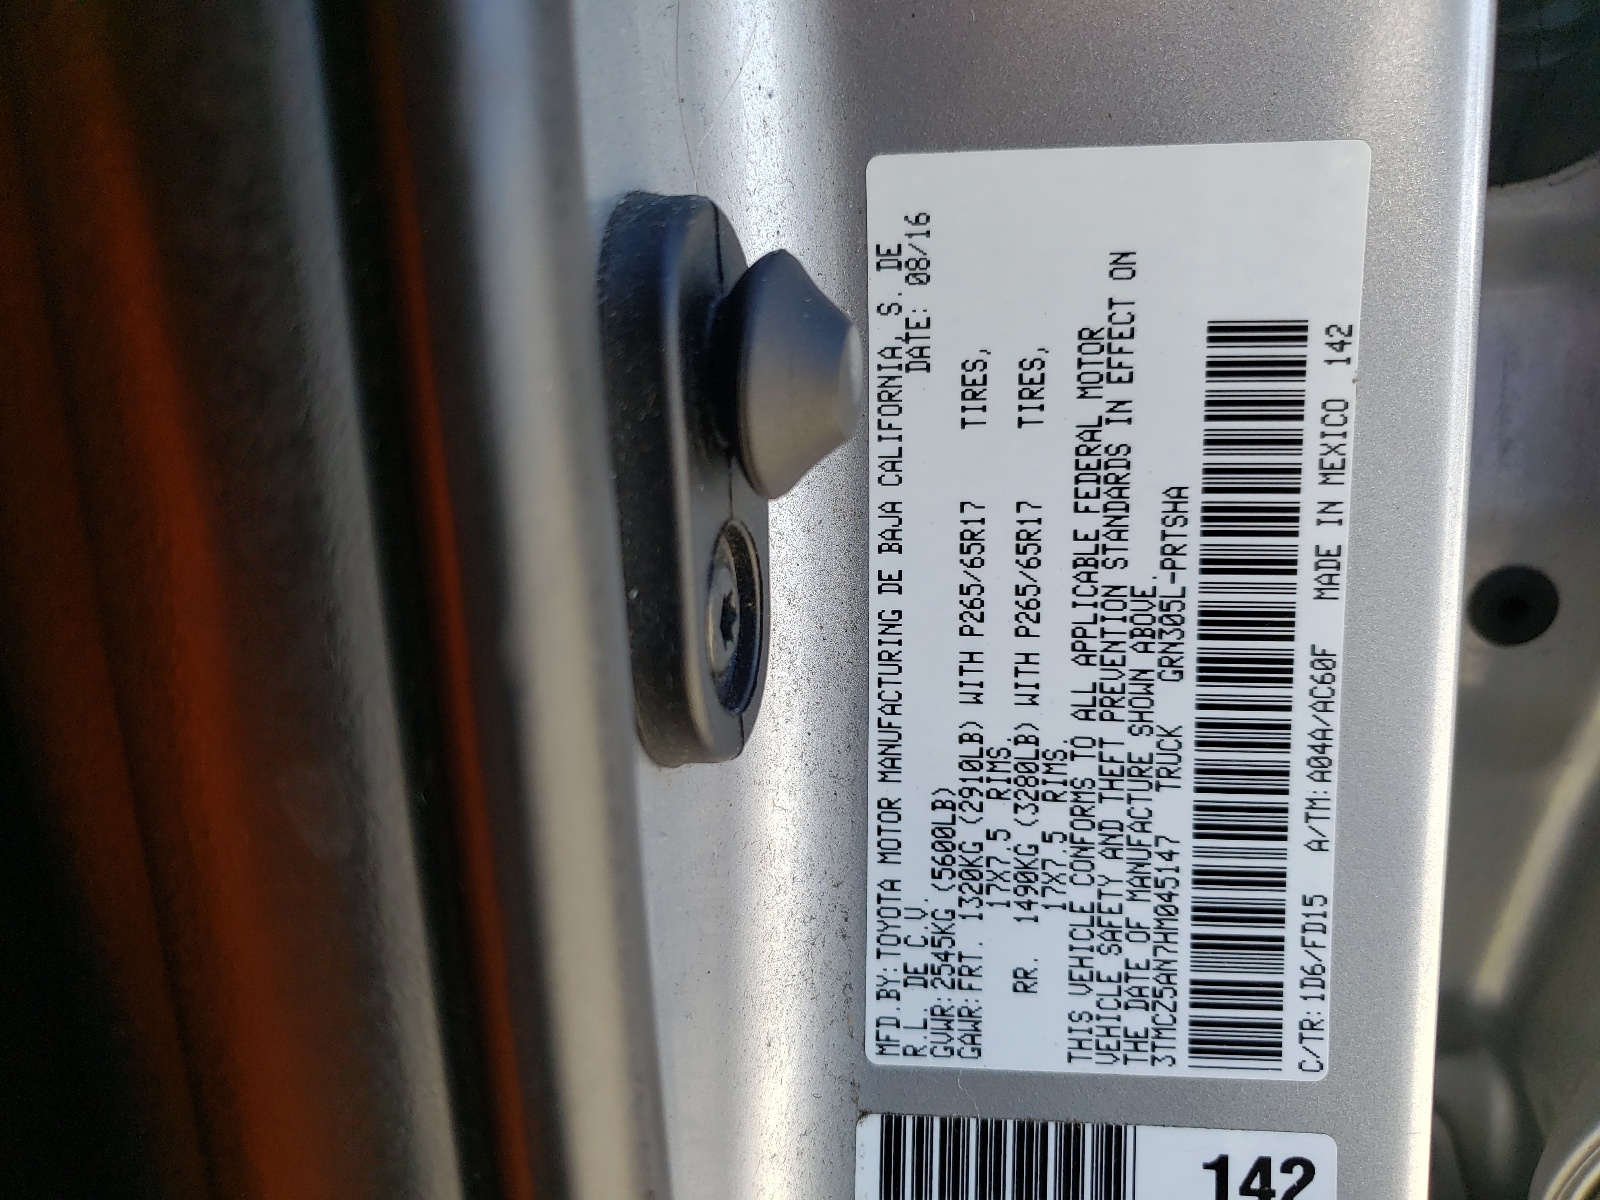 MFD.BY:TOYOTA MOTOR MANUFACTURING DE BAJA CALIFORNIA, S. DE
R.L. DE C.V. DATE: 08/16
GVWR:2545KG (5600LB)
GAWR:FRT. 1320KG (2910LB) WITH P265/65R17 TIRES,
17X7.5 RIMS.
RR. 1490KG (3280LB) WITH P265/65R17 TIRES,
17X7.5 RIMS.
THIS VEHICLE CONFORMS TO ALL APPLICABLE FEDERAL MOTOR
VEHICLE SAFETY AND THEFT PREVENTION STANDARDS IN EFFECT ON
THE DATE OF MANUFACTURE SHOWN ABOVE.
3TMCZ5AN7HM045147 TRUCK GRN305L-PRTSHA
C/TR:1D6/FD15 A/TM:A04A/AC60F MADE IN MEXICO 142
142